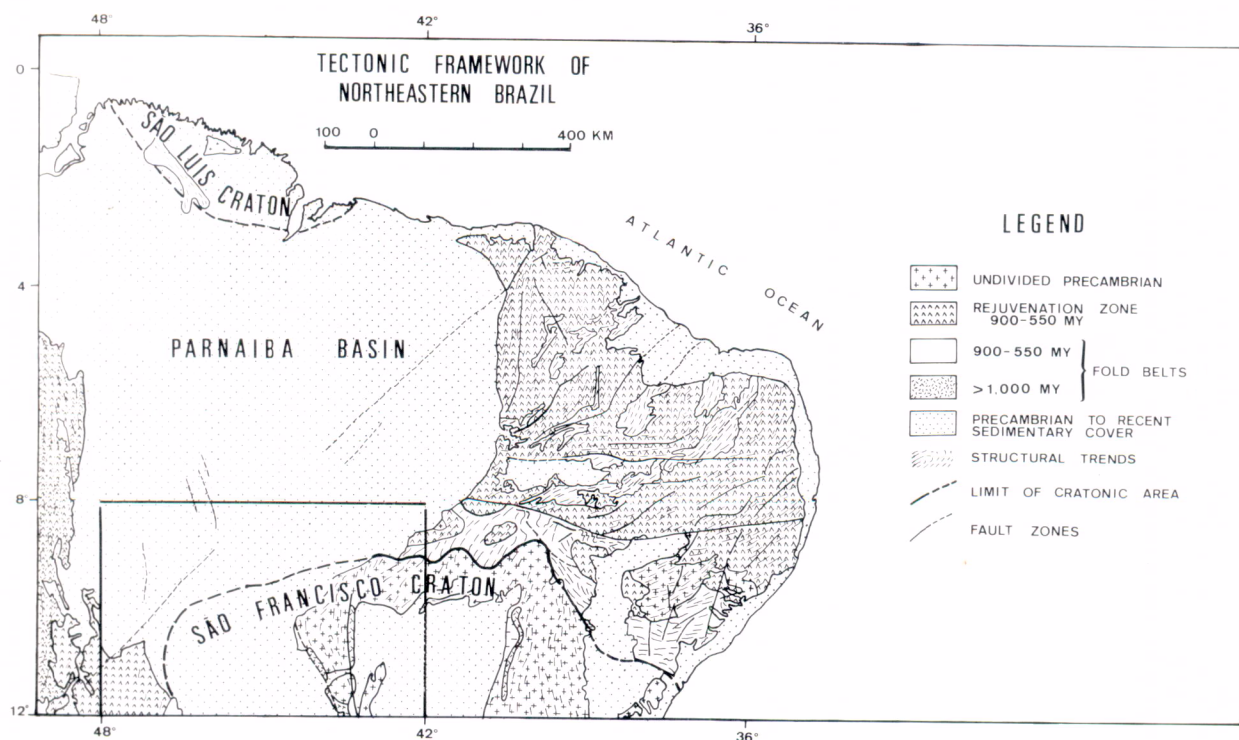 48° 42° 36°
TECTONIC FRAMEWORK OF
NORTHEASTERN BRAZIL
100 0 400 KM
0
4
8
12
SÃO LUIS CRATON
ATLANTIC OCEAN
PARNAIBA BASIN
SÃO FRANCISCO CRATON
LEGEND
UNDIVIDED PRECAMBRIAN
REJUVENATION ZONE
900-550 MY
900-550 MY
>1,000 MY
FOLD BELTS
PRECAMBRIAN TO RECENT
SEDIMENTARY COVER
STRUCTURAL TRENDS
LIMIT OF CRATONIC AREA
FAULT ZONES
48° 42° 36°